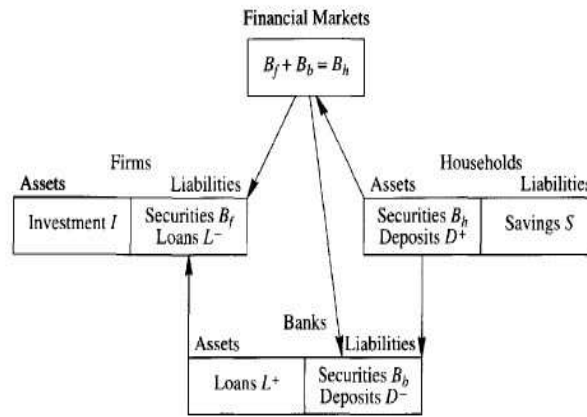 Financial Markets
B_f + B_b = B_h
Firms
Households
Assets Liabilities
Assets Liabilities
Investment I
Securities B_f
Loans L⁻
Securities B_h
Deposits D⁺
Savings S
Banks
Assets Liabilities
Loans L⁺
Securities B_b
Deposits D⁻